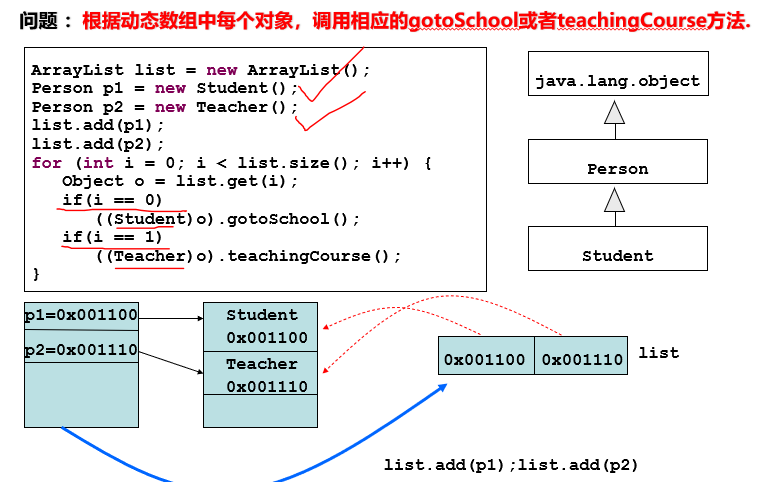 问题 ： 根据动态数组中每个对象，调用相应的gotoSchool或者teachingCourse方法.
ArrayList list = new ArrayList();
Person p1 = new Student();
Person p2 = new Teacher();
list.add(p1);
list.add(p2);
for (int i = 0; i < list.size(); i++) {
Object o = list.get(i);
if(i == 0)
((Student)o).gotoSchool();
if(i == 1)
((Teacher)o).teachingCourse();
}
java.lang.object
Person
Student
p1=0x001100
p2=0x001110
Student
0x001100
Teacher
0x001110
0x001100
0x001110
list
list.add(p1);list.add(p2)